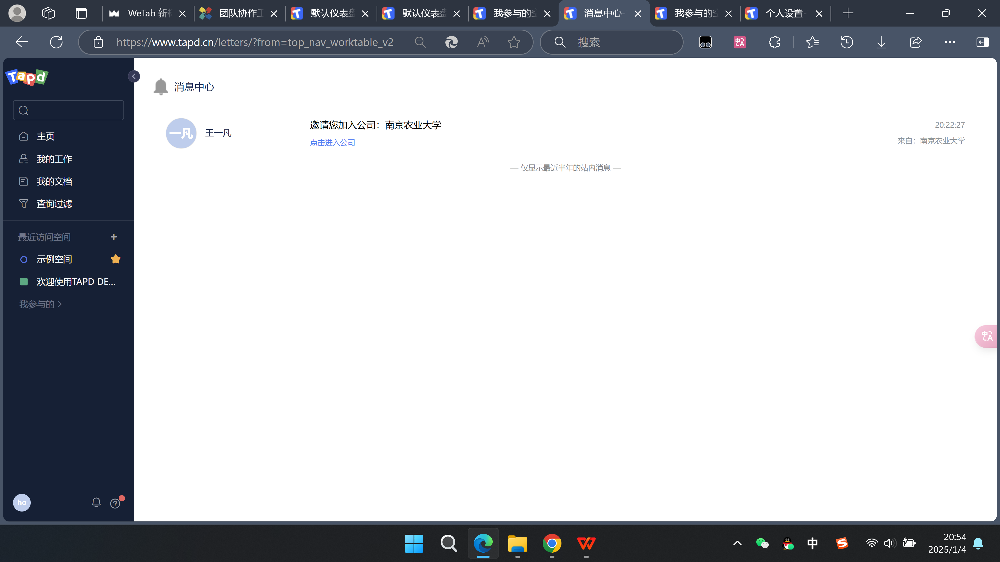 WeTab 新标
团队协作工
默认仪表盘
默认仪表盘
我参与的空
消息中心-
我参与的空
个人设置-
https://www.tapd.cn/letters/?from=top_nav_worktable_v2
搜索
Tapd
主页
我的工作
我的文档
查询过滤
最近访问空间
示例空间
欢迎使用TAPD DE...
我参与的
ho
消息中心
一凡
王一凡
邀请您加入公司：南京农业大学
点击进入公司
20:22:27
来自：南京农业大学
— 仅显示最近半年的站内消息 —
中
20:54
2025/1/4